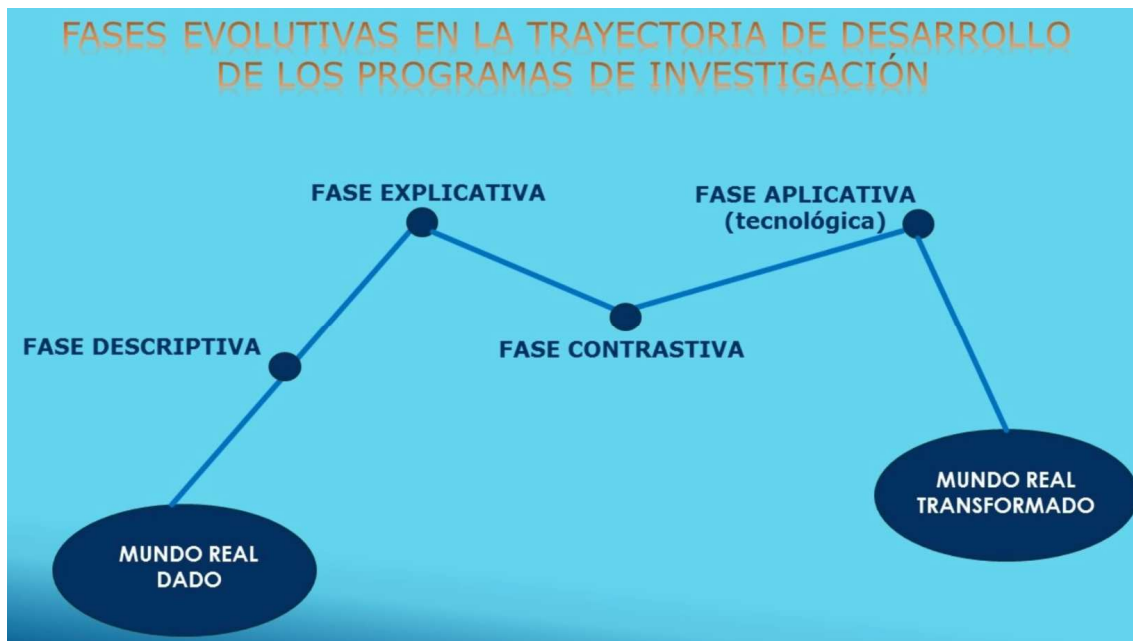 FASES EVOLUTIVAS EN LA TRAYECTORIA DE DESARROLLO
DE LOS PROGRAMAS DE INVESTIGACIÓN
FASE EXPLICATIVA
FASE APLICATIVA
(tecnológica)
FASE DESCRIPTIVA
FASE CONTRASTIVA
MUNDO REAL
TRANSFORMADO
MUNDO REAL
DADO